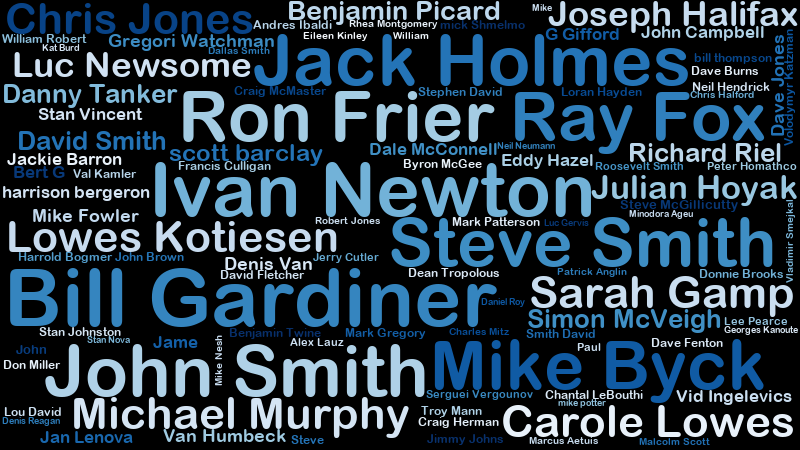 Chris Jones
Benjamin Picard
Mike
Joseph Halifax
Andres Ibaldi
Rhea Montgomery
mick Shmelmo
William Robert
Gregori Watchman
Eileen Kinley
William
G Gifford
John Campbell
Kat Burd
Dallas Smith
Luc Newsome
Jack Holmes
bill thompson
Dave Burns
Dave Jones
Volodymyr Katzman
Danny Tanker
Craig McMaster
Stephen David
Loran Hayden
Neil Hendrick
Chris Halford
Stan Vincent
Ron Frier
Ray Fox
David Smith
scott barclay
Dale McConnell
Neil Neumann
Richard Riel
Jackie Barron
Francis Culligan
Byron McGee
Eddy Hazel
Roosevelt Smith
Peter Homathco
Bert G
Val Kamler
harrison bergeron
Ivan Newton
Julian Hoyak
Steve McGillicutty
Mike Fowler
Robert Jones
Mark Patterson
Luc Gervis
Minodora Ageu
Vladimir Smejkal
Lowes Kotiesen
Steve Smith
Harrold Bogmer
John Brown
Denis Van
Jerry Cutler
David Fletcher
Dean Tropolous
Patrick Anglin
Donnie Brooks
Bill Gardiner
Daniel Roy
Sarah Gamp
Simon McVeigh
Lee Pearce
Georges Kanoute
Stan Johnston
Stan Nova
Jame
Benjamin Twine
Mark Gregory
Charles Mitz
Smith David
John
Mike Nesh
Alex Lauz
Paul
Dave Fenton
Don Miller
John Smith
Mike Byck
Serguei Vergounov
Chantal LeBouthi
Vid Ingelevics
Lou David
Denis Reagan
Michael Murphy
Troy Mann
Craig Herman
mike potter
Carole Lowes
Jan Lenova
Van Humbeck
Steve
Jimmy Johns
Marcus Aetuis
Malcolm Scott